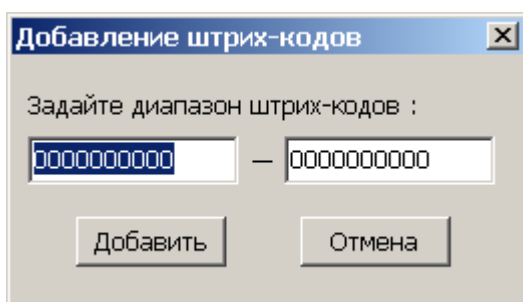 Добавление штрих-кодов
Задайте диапазон штрих-кодов :
0000000000 — 0000000000
Добавить Отмена